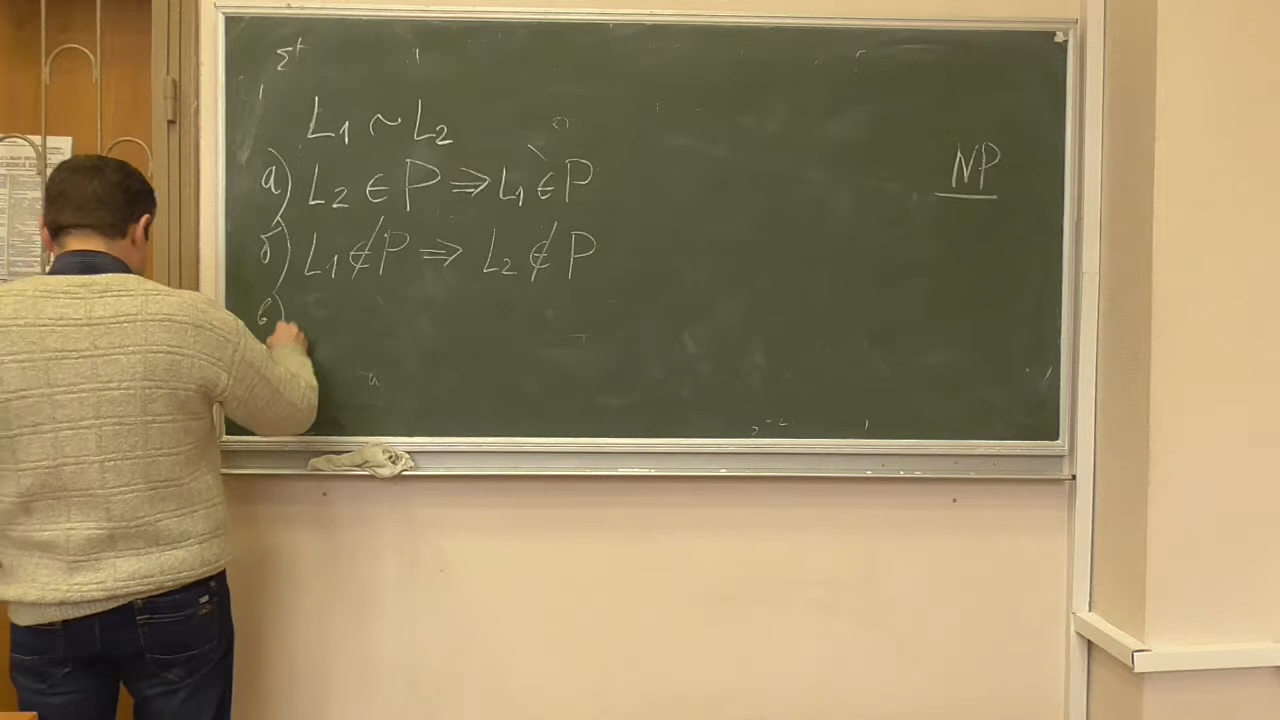 Σ*
L₁ ~ L₂
а) L₂ ∈ P ⇒ L₁ ∈ P
б) L₁ ∉ P ⇒ L₂ ∉ P
в)
NP